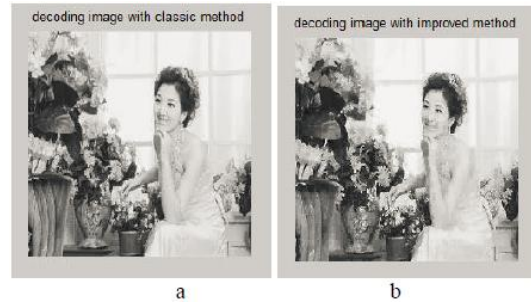 decoding image with classic method
decoding image with improved method
a
b